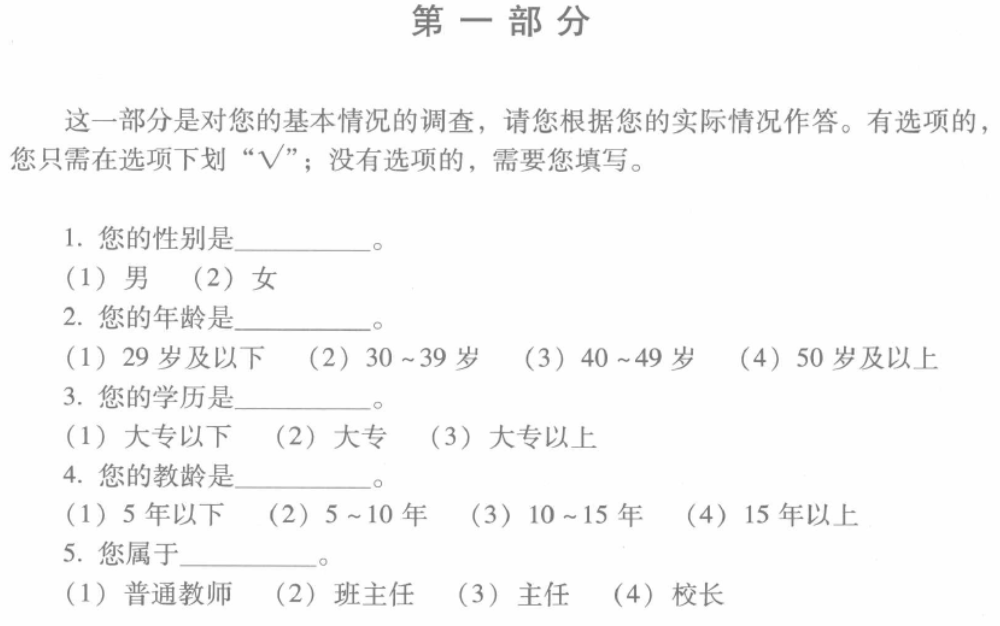 第一部分
这一部分是对您的基本情况的调查，请您根据您的实际情况作答。有选项的，
您只需在选项下划“√”；没有选项的，需要您填写。
1. 您的性别是__________。
（1）男 （2）女
2. 您的年龄是__________。
（1）29 岁及以下 （2）30 ~ 39 岁 （3）40 ~ 49 岁 （4）50 岁及以上
3. 您的学历是__________。
（1）大专以下 （2）大专 （3）大专以上
4. 您的教龄是__________。
（1）5 年以下 （2）5 ~ 10 年 （3）10 ~ 15 年 （4）15 年以上
5. 您属于__________。
（1）普通教师 （2）班主任 （3）主任 （4）校长